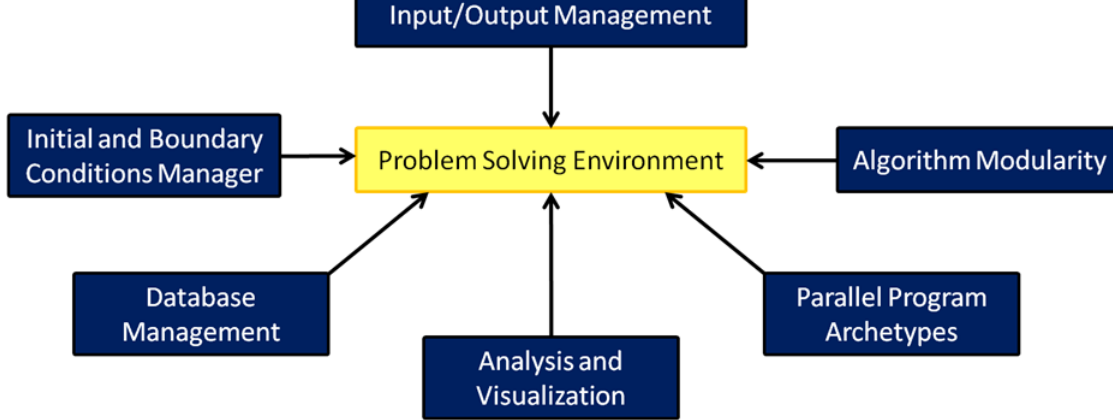 Input/Output Management
Initial and Boundary
Conditions Manager
Problem Solving Environment
Algorithm Modularity
Database
Management
Parallel Program
Archetypes
Analysis and
Visualization